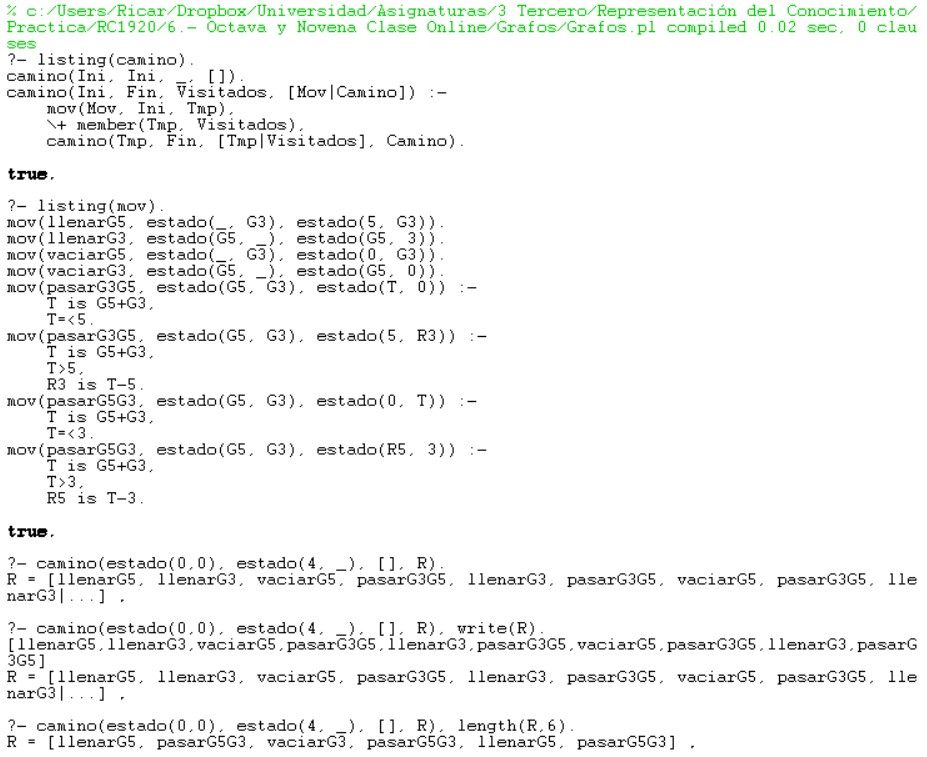 % c:/Users/Ricar/Dropbox/Universidad/Asignaturas/3 Tercero/Representación del Conocimiento/
Practica/RC1920/6.- Octava y Novena Clase Online/Grafos/Grafos.pl compiled 0.02 sec, 0 clau
ses
?- listing(camino).
camino(Ini, Ini, _, []).
camino(Ini, Fin, Visitados, [Mov|Camino]) :-
    mov(Mov, Ini, Tmp),
    \+ member(Tmp, Visitados),
    camino(Tmp, Fin, [Tmp|Visitados], Camino).
true.
?- listing(mov).
mov(llenarG5, estado(_, G3), estado(5, G3)).
mov(llenarG3, estado(G5, _), estado(G5, 3)).
mov(vaciarG5, estado(_, G3), estado(0, G3)).
mov(vaciarG3, estado(G5, _), estado(G5, 0)).
mov(pasarG3G5, estado(G5, G3), estado(T, 0)) :-
    T is G5+G3,
    T=<5.
mov(pasarG3G5, estado(G5, G3), estado(5, R3)) :-
    T is G5+G3,
    T>5,
    R3 is T-5.
mov(pasarG5G3, estado(G5, G3), estado(0, T)) :-
    T is G5+G3,
    T=<3.
mov(pasarG5G3, estado(G5, G3), estado(R5, 3)) :-
    T is G5+G3,
    T>3,
    R5 is T-3.
true.
?- camino(estado(0,0), estado(4, _), [], R).
R = [llenarG5, llenarG3, vaciarG5, pasarG3G5, llenarG3, pasarG3G5, vaciarG5, pasarG3G5, lle
narG3|...] ,
?- camino(estado(0,0), estado(4, _), [], R), write(R).
[llenarG5,llenarG3,vaciarG5,pasarG3G5,llenarG3,pasarG3G5,vaciarG5,pasarG3G5,llenarG3,pasarG
3G5]
R = [llenarG5, llenarG3, vaciarG5, pasarG3G5, llenarG3, pasarG3G5, vaciarG5, pasarG3G5, lle
narG3|...] ,
?- camino(estado(0,0), estado(4, _), [], R), length(R,6).
R = [llenarG5, pasarG5G3, vaciarG3, pasarG5G3, llenarG5, pasarG5G3] ,